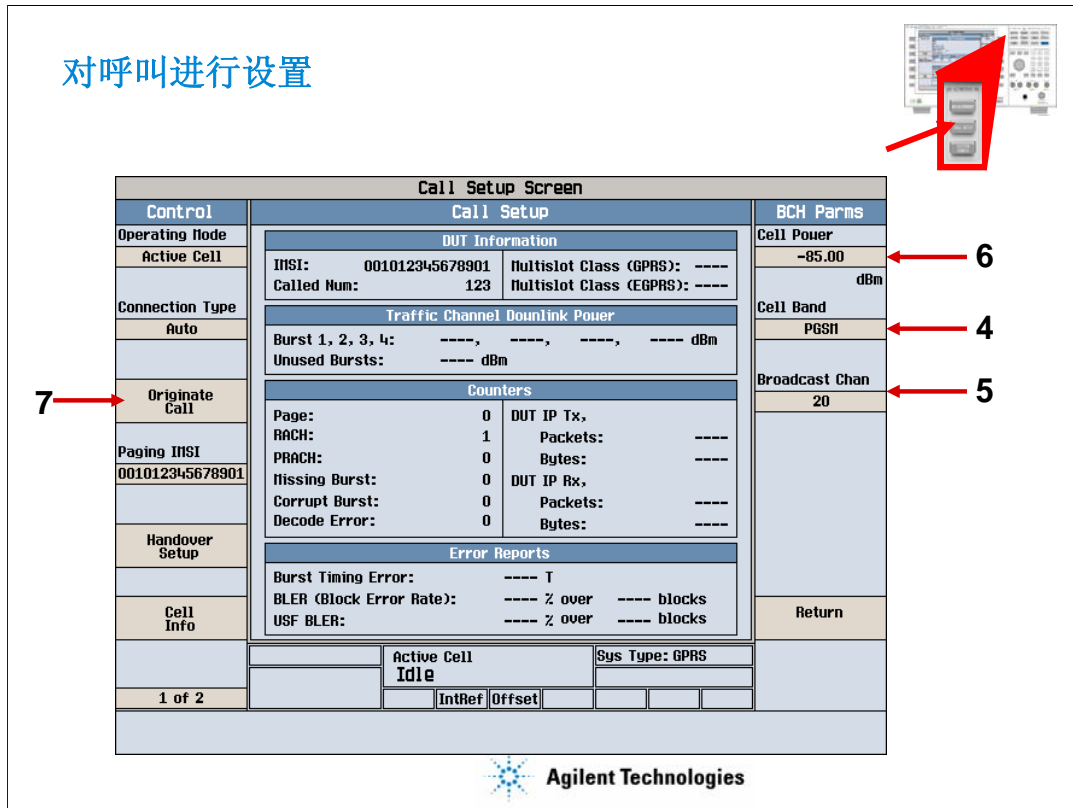 对呼叫进行设置
Call Setup Screen
Control
Call Setup
BCH Parms
Operating Mode
Active Cell
Connection Type
Auto
Originate
Call
7
Paging IMSI
001012345678901
Handover
Setup
Cell
Info
1 of 2
DUT Information
IMSI: 001012345678901
Called Num: 123
Multislot Class (GPRS): ----
Multislot Class (EGPRS): ----
Traffic Channel Downlink Power
Burst 1, 2, 3, 4: ----, ----, ----, ---- dBm
Unused Bursts: ---- dBm
Counters
Page: 0
RACH: 1
PRACH: 0
Missing Burst: 0
Corrupt Burst: 0
Decode Error: 0
DUT IP Tx,
Packets: ----
Bytes: ----
DUT IP Rx,
Packets: ----
Bytes: ----
Error Reports
Burst Timing Error: ---- T
BLER (Block Error Rate): ---- % over ---- blocks
USF BLER: ---- % over ---- blocks
Active Cell
Idle
Sys Type: GPRS
IntRef Offset
Cell Power
-85.00
dBm
6
Cell Band
PGSM
4
Broadcast Chan
20
5
Return
Agilent Technologies